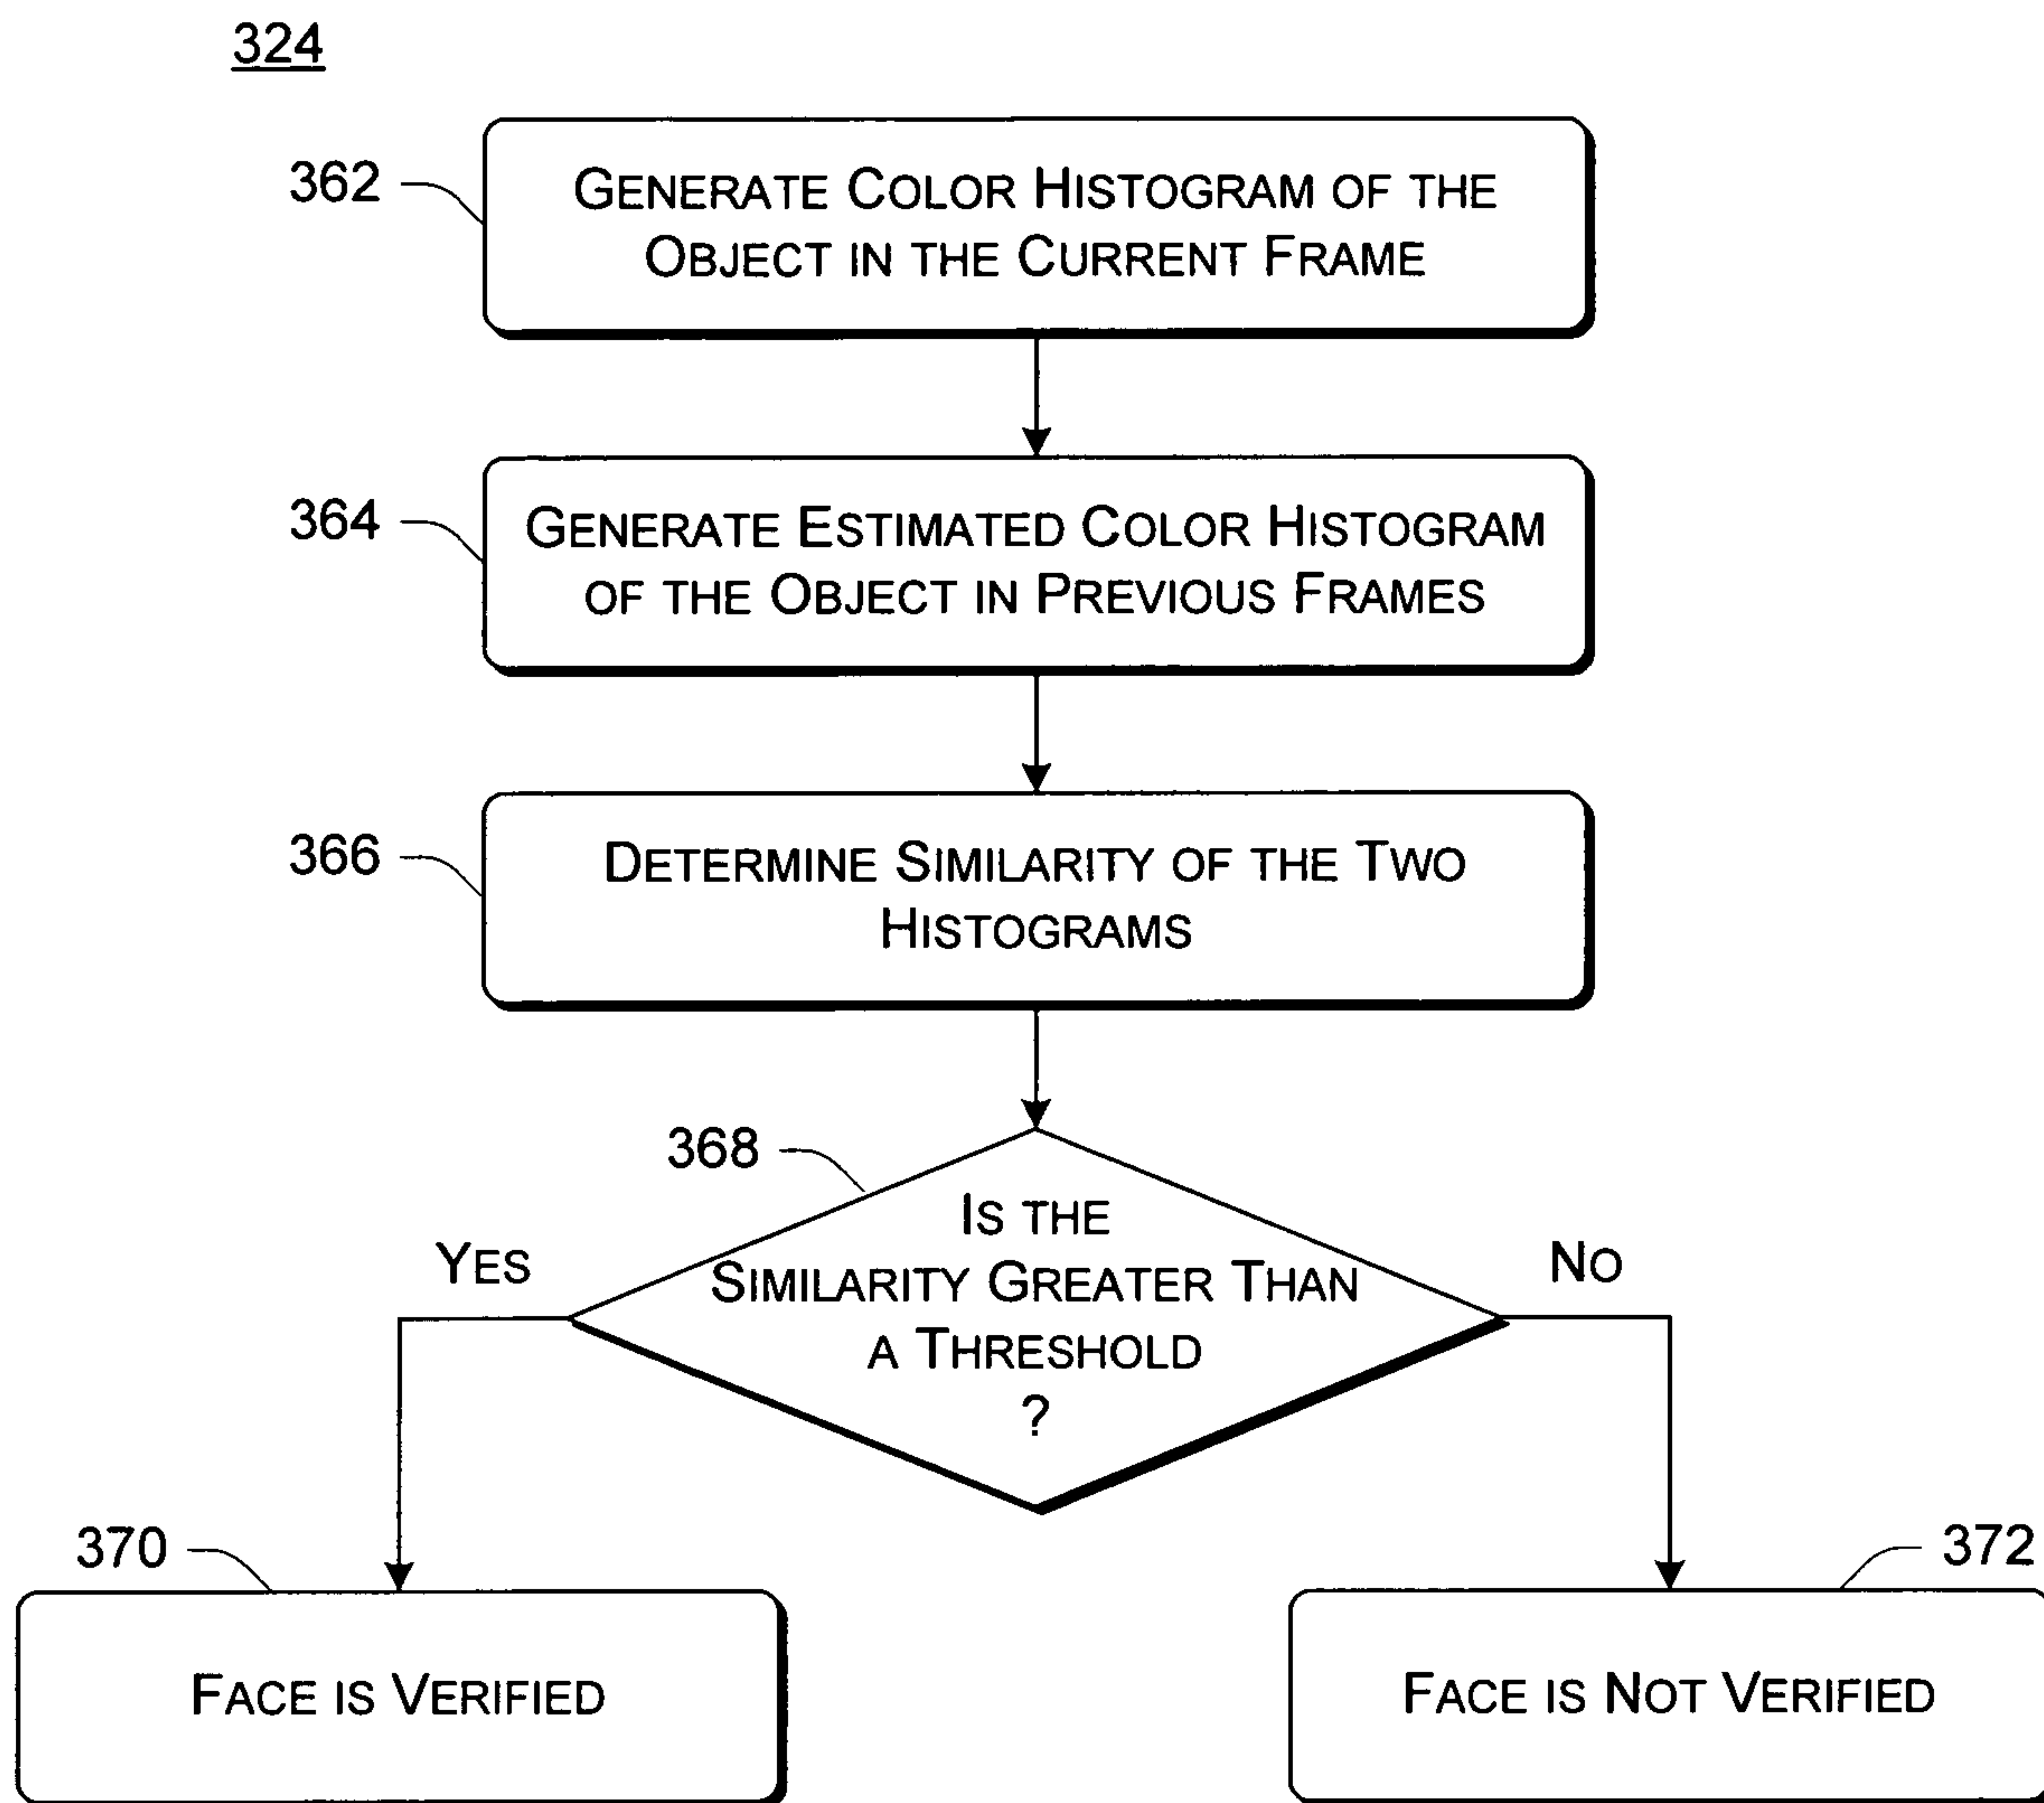 324
362
GENERATE COLOR HISTOGRAM OF THE
OBJECT IN THE CURRENT FRAME
364
GENERATE ESTIMATED COLOR HISTOGRAM
OF THE OBJECT IN PREVIOUS FRAMES
366
DETERMINE SIMILARITY OF THE TWO
HISTOGRAMS
368
IS THE
SIMILARITY GREATER THAN
A THRESHOLD
?
YES
NO
370
FACE IS VERIFIED
372
FACE IS NOT VERIFIED